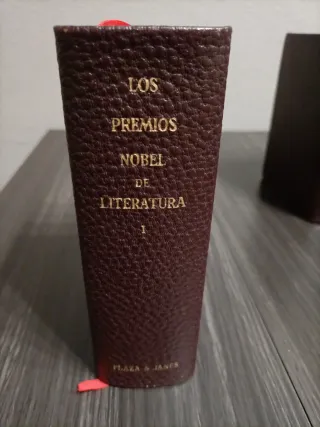 LOS
PREMIOS
NOBEL
DE
LITERATURA
I
PLAZA & JANES